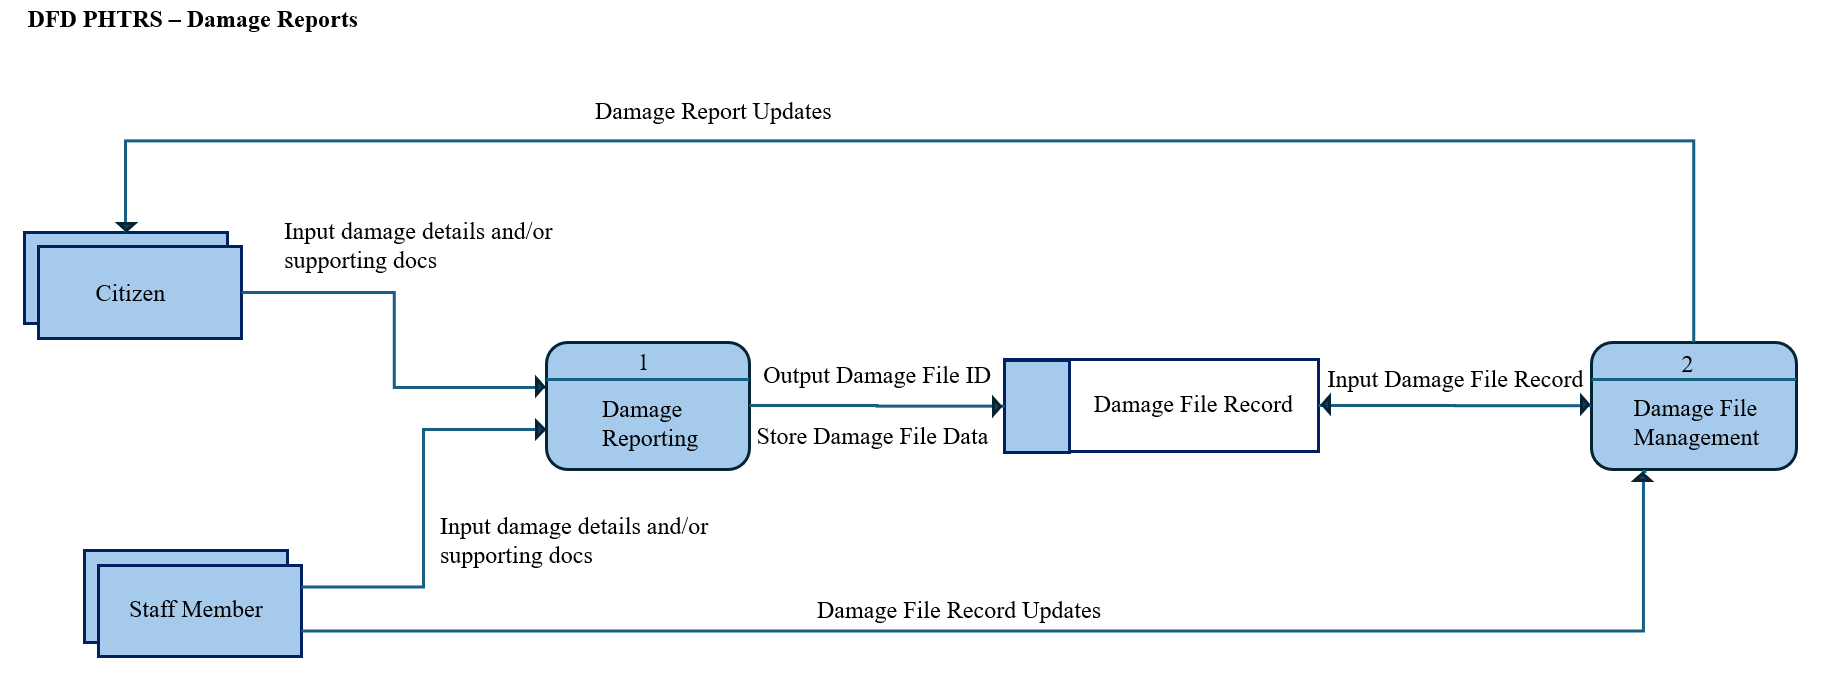 DFD PHTRS – Damage Reports
Damage Report Updates
Input damage details and/or
supporting docs
Citizen
1
Damage
Reporting
Output Damage File ID
Store Damage File Data
Damage File Record
Input Damage File Record
2
Damage File
Management
Input damage details and/or
supporting docs
Staff Member
Damage File Record Updates